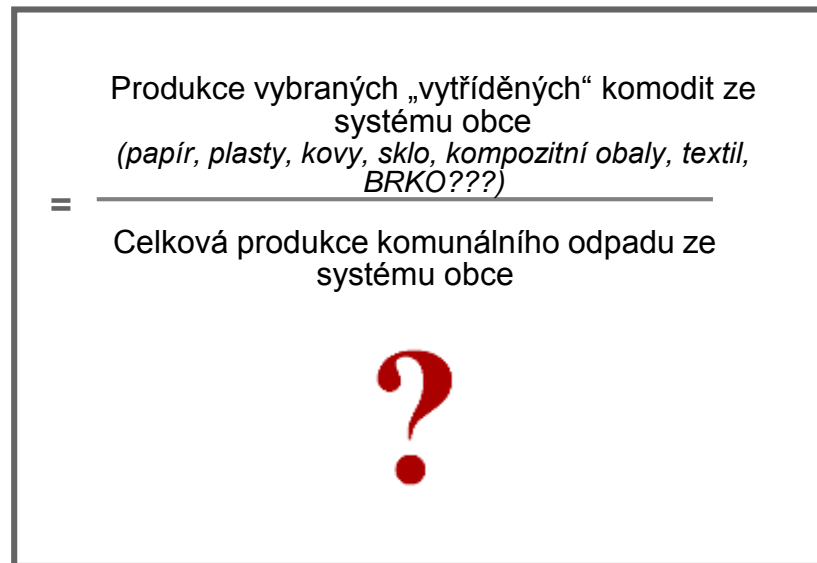 Produkce vybraných „vytříděných“ komodit ze
systému obce
(papír, plasty, kovy, sklo, kompozitní obaly, textil,
BRKO???)
=
Celková produkce komunálního odpadu ze
systému obce
?